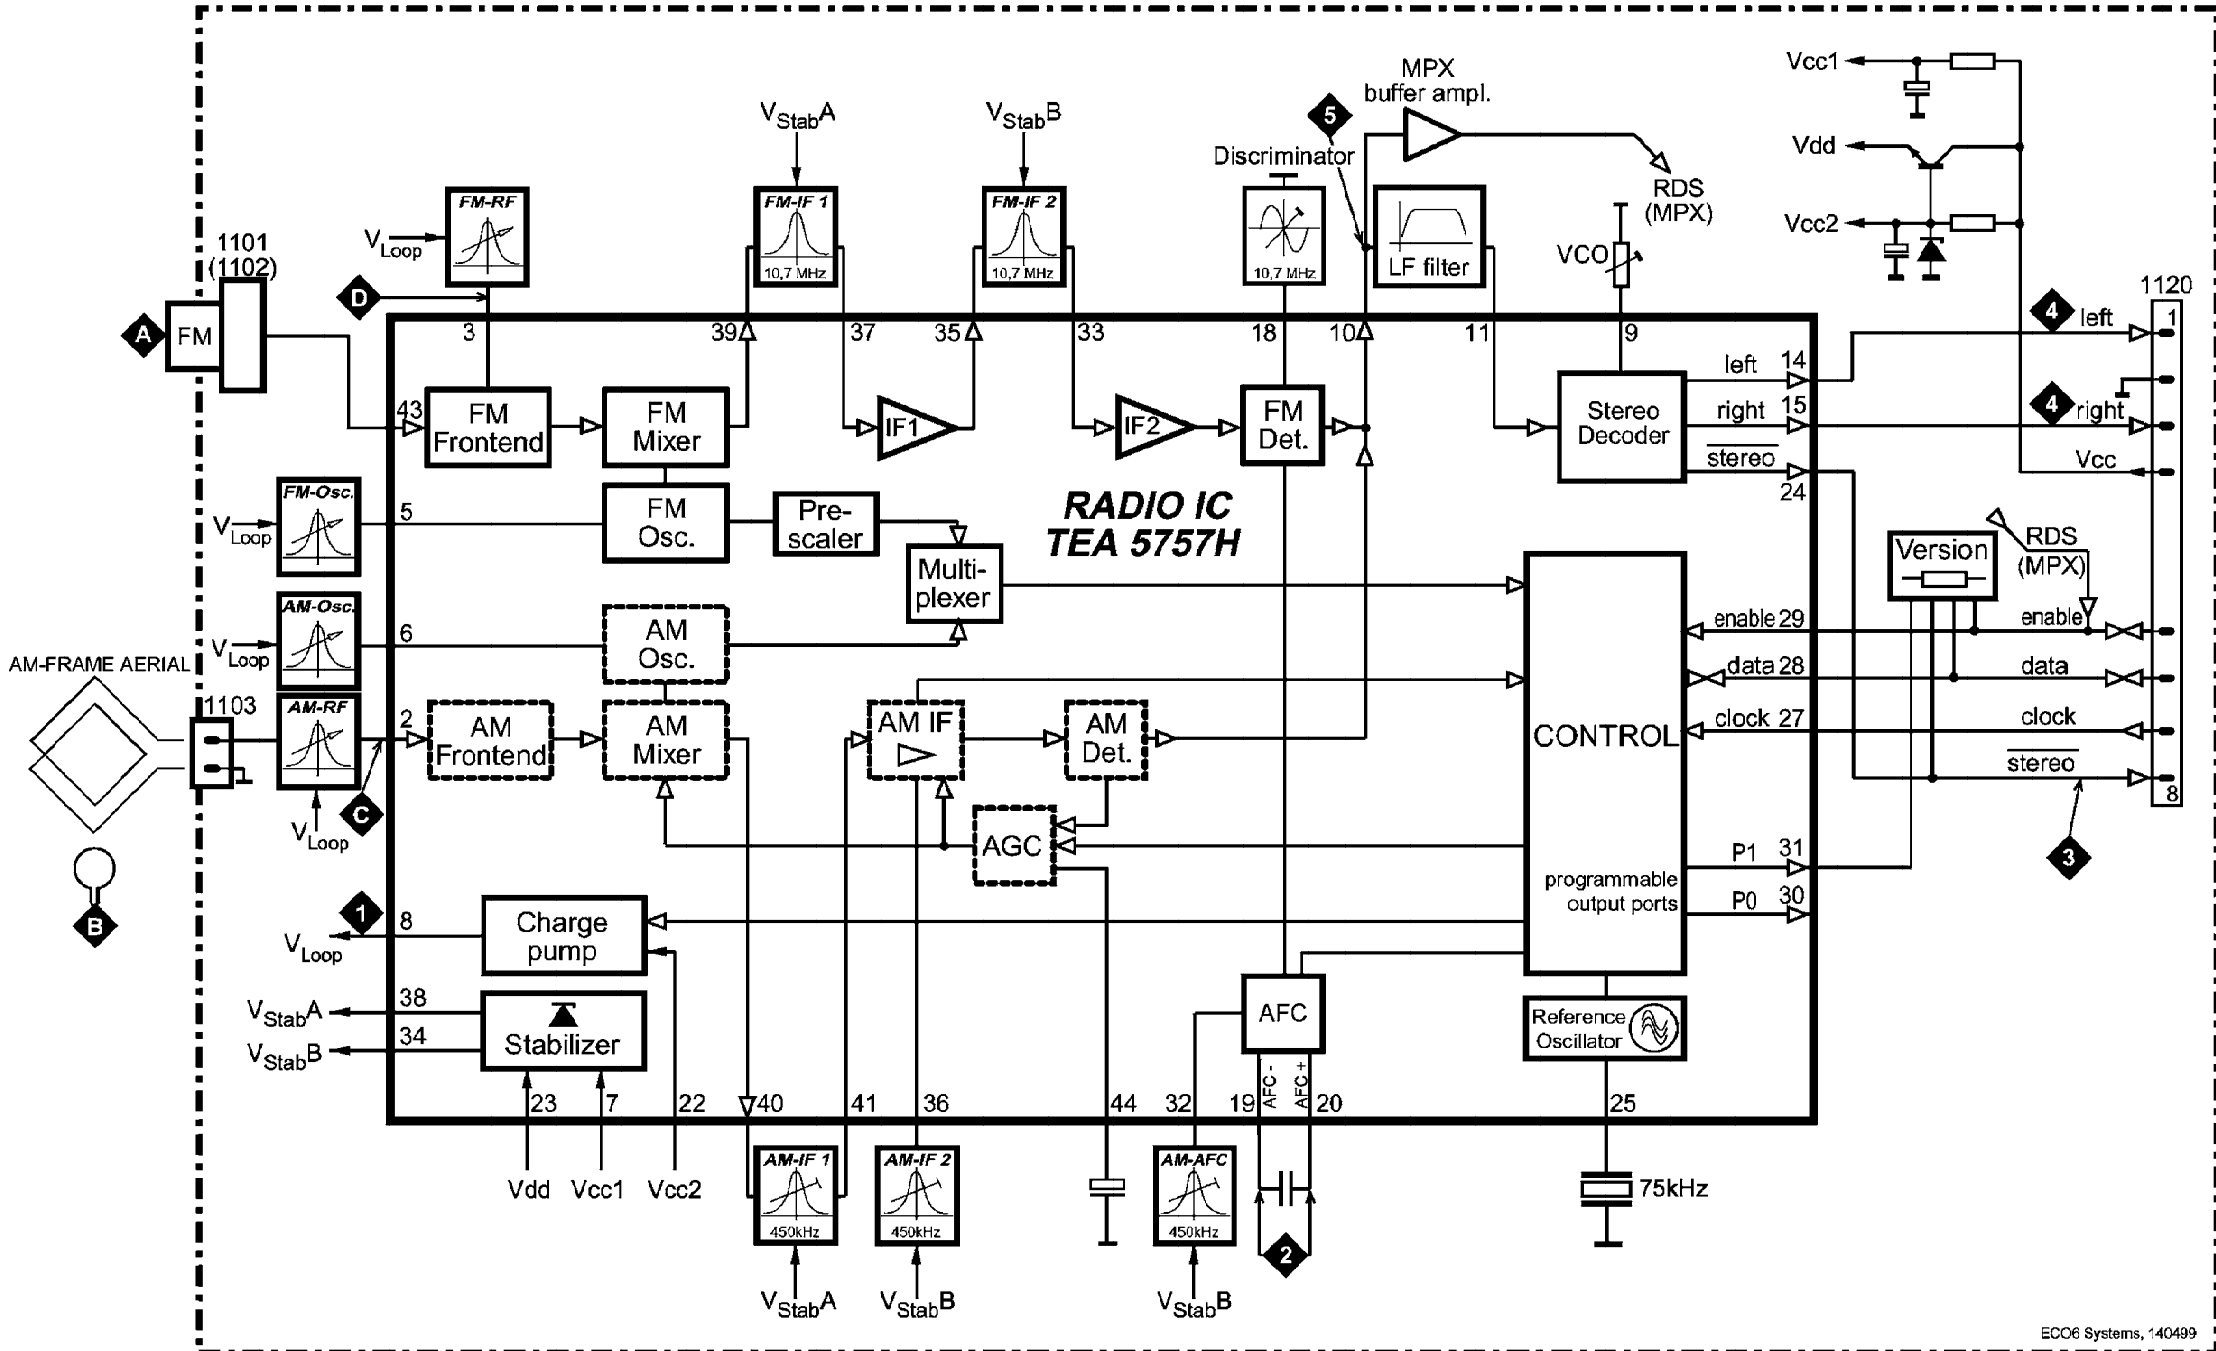 MPX
buffer ampl.
Vcc1
VStabA
VStabB
5
Discriminator
Vdd
RDS
(MPX)
FM-RF
FM-IF 1
FM-IF 2
VLoop
10,7 MHz
10,7 MHz
10,7 MHz
LF filter
VCO
Vcc2
1101
(1102)
D
1120
A
FM
3
39
37
35
33
18
10
11
9
4
left
1
43
FM
Frontend
FM
Mixer
IF1
IF2
FM
Det.
Stereo
Decoder
left
14
right
15
stereo
24
4
right
Vcc
FM-Osc.
VLoop
5
FM
Osc.
Pre-
scaler
RADIO IC
TEA 5757H
Multi-
plexer
Version
RDS
(MPX)
AM-Osc.
VLoop
6
AM
Osc.
enable
29
enable
AM-FRAME AERIAL
data
28
data
1103
AM-RF
2
AM
Frontend
AM
Mixer
AM IF
AM
Det.
CONTROL
clock
27
clock
stereo
8
VLoop
C
AGC
3
B
programmable
output ports
P1
31
P0
30
1
8
VLoop
Charge
pump
VStabA
38
VStabB
34
Stabilizer
AFC
Reference
Oscillator
AFC -
AFC +
23
7
22
40
41
36
44
32
19
20
25
Vdd
Vcc1
Vcc2
AM-IF 1
450kHz
AM-IF 2
450kHz
AM-AFC
450kHz
2
75kHz
VStabA
VStabB
VStabB
ECO6 Systems, 140499